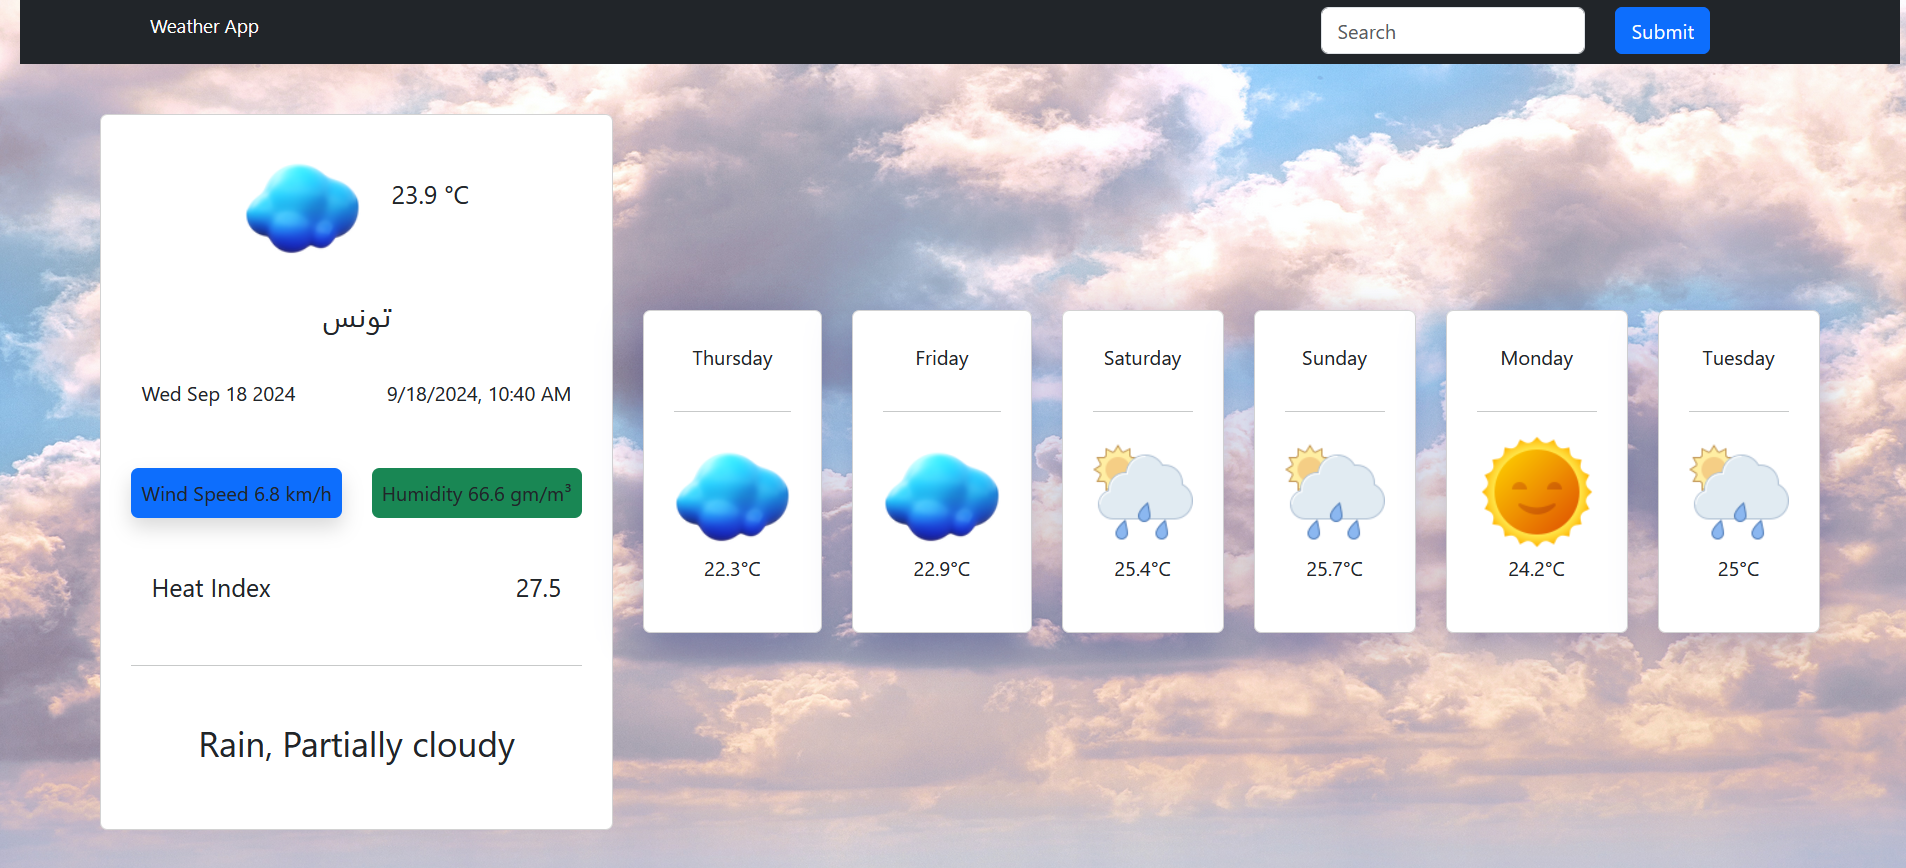 Weather App
Search
Submit
23.9 °C
تونس
Wed Sep 18 2024
9/18/2024, 10:40 AM
Wind Speed 6.8 km/h
Humidity 66.6 gm/m³
Heat Index
27.5
Rain, Partially cloudy
Thursday
22.3°C
Friday
22.9°C
Saturday
25.4°C
Sunday
25.7°C
Monday
24.2°C
Tuesday
25°C